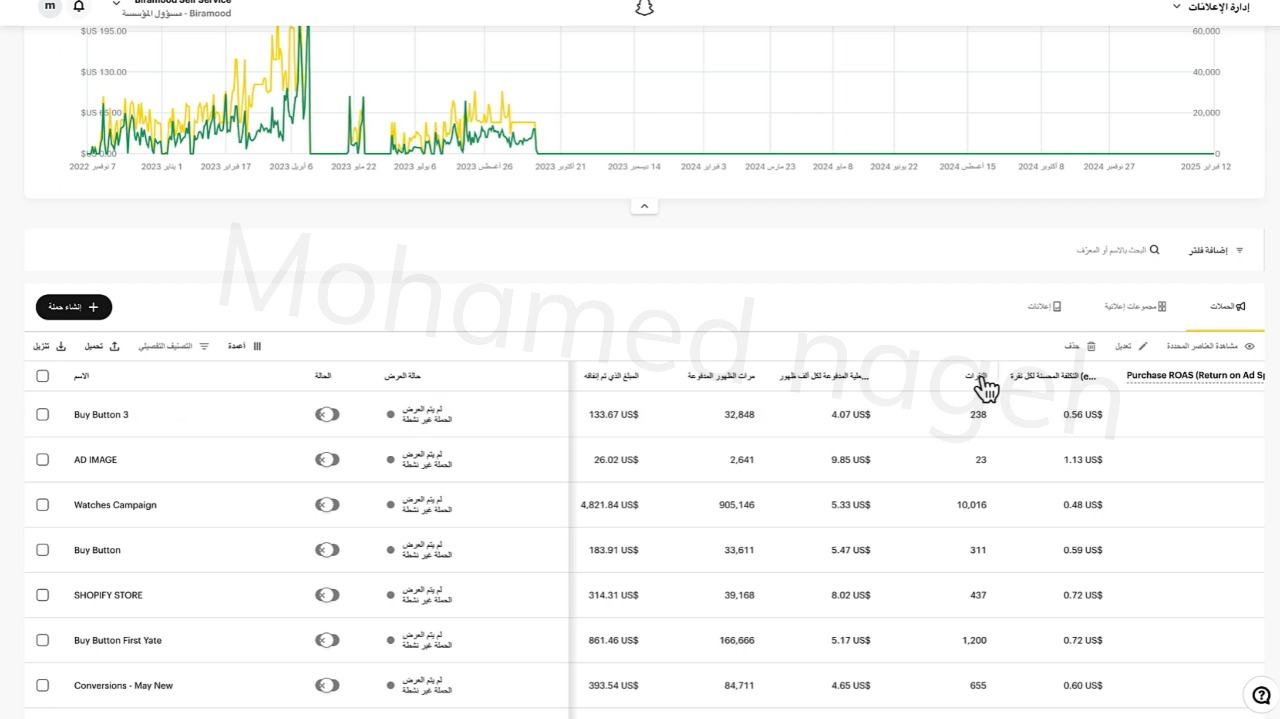 إدارة الإعلانات
Biramood Self Service
Biramood - مسؤول المؤسسة
m
$US 195.00
60,000
$US 130.00
40,000
20,000
0
7 نوفمبر 2022
1 يناير 2023
17 فبراير 2023
6 أبريل 2023
22 مايو 2023
6 يوليو 2023
26 أغسطس 2023
21 أكتوبر 2023
14 ديسمبر 2023
3 فبراير 2024
23 مارس 2024
8 مايو 2024
22 يونيو 2024
15 أغسطس 2024
8 أكتوبر 2024
27 نوفمبر 2024
12 فبراير 2025
إضافة فلتر
البحث بالاسم أو المعرّف
Mohamed nageh
الحملات
مجموعات إعلانية
إعلانات
إنشاء حملة
مشاهدة العناصر المحددة
تعديل
حذف
أعمدة
التصنيف التفصيلي
تحميل
تنزيل
الاسم
الحالة
حالة العرض
المبلغ الذي تم إنفاقه
مرات الظهور المدفوعة
...علية المدفوعة لكل ألف ظهور
التكلفة المحسنة لكل نقرة (e...
Purchase ROAS (Return on Ad Sp
Buy Button 3
لم يتم العرض
الحملة غير نشطة
133.67 US$
32,848
4.07 US$
238
0.56 US$
AD IMAGE
لم يتم العرض
الحملة غير نشطة
26.02 US$
2,641
9.85 US$
23
1.13 US$
Watches Campaign
لم يتم العرض
الحملة غير نشطة
4,821.84 US$
905,146
5.33 US$
10,016
0.48 US$
Buy Button
لم يتم العرض
الحملة غير نشطة
183.91 US$
33,611
5.47 US$
311
0.59 US$
SHOPIFY STORE
لم يتم العرض
الحملة غير نشطة
314.31 US$
39,168
8.02 US$
437
0.72 US$
Buy Button First Yate
لم يتم العرض
الحملة غير نشطة
861.46 US$
166,666
5.17 US$
1,200
0.72 US$
Conversions - May New
لم يتم العرض
الحملة غير نشطة
393.54 US$
84,711
4.65 US$
655
0.60 US$